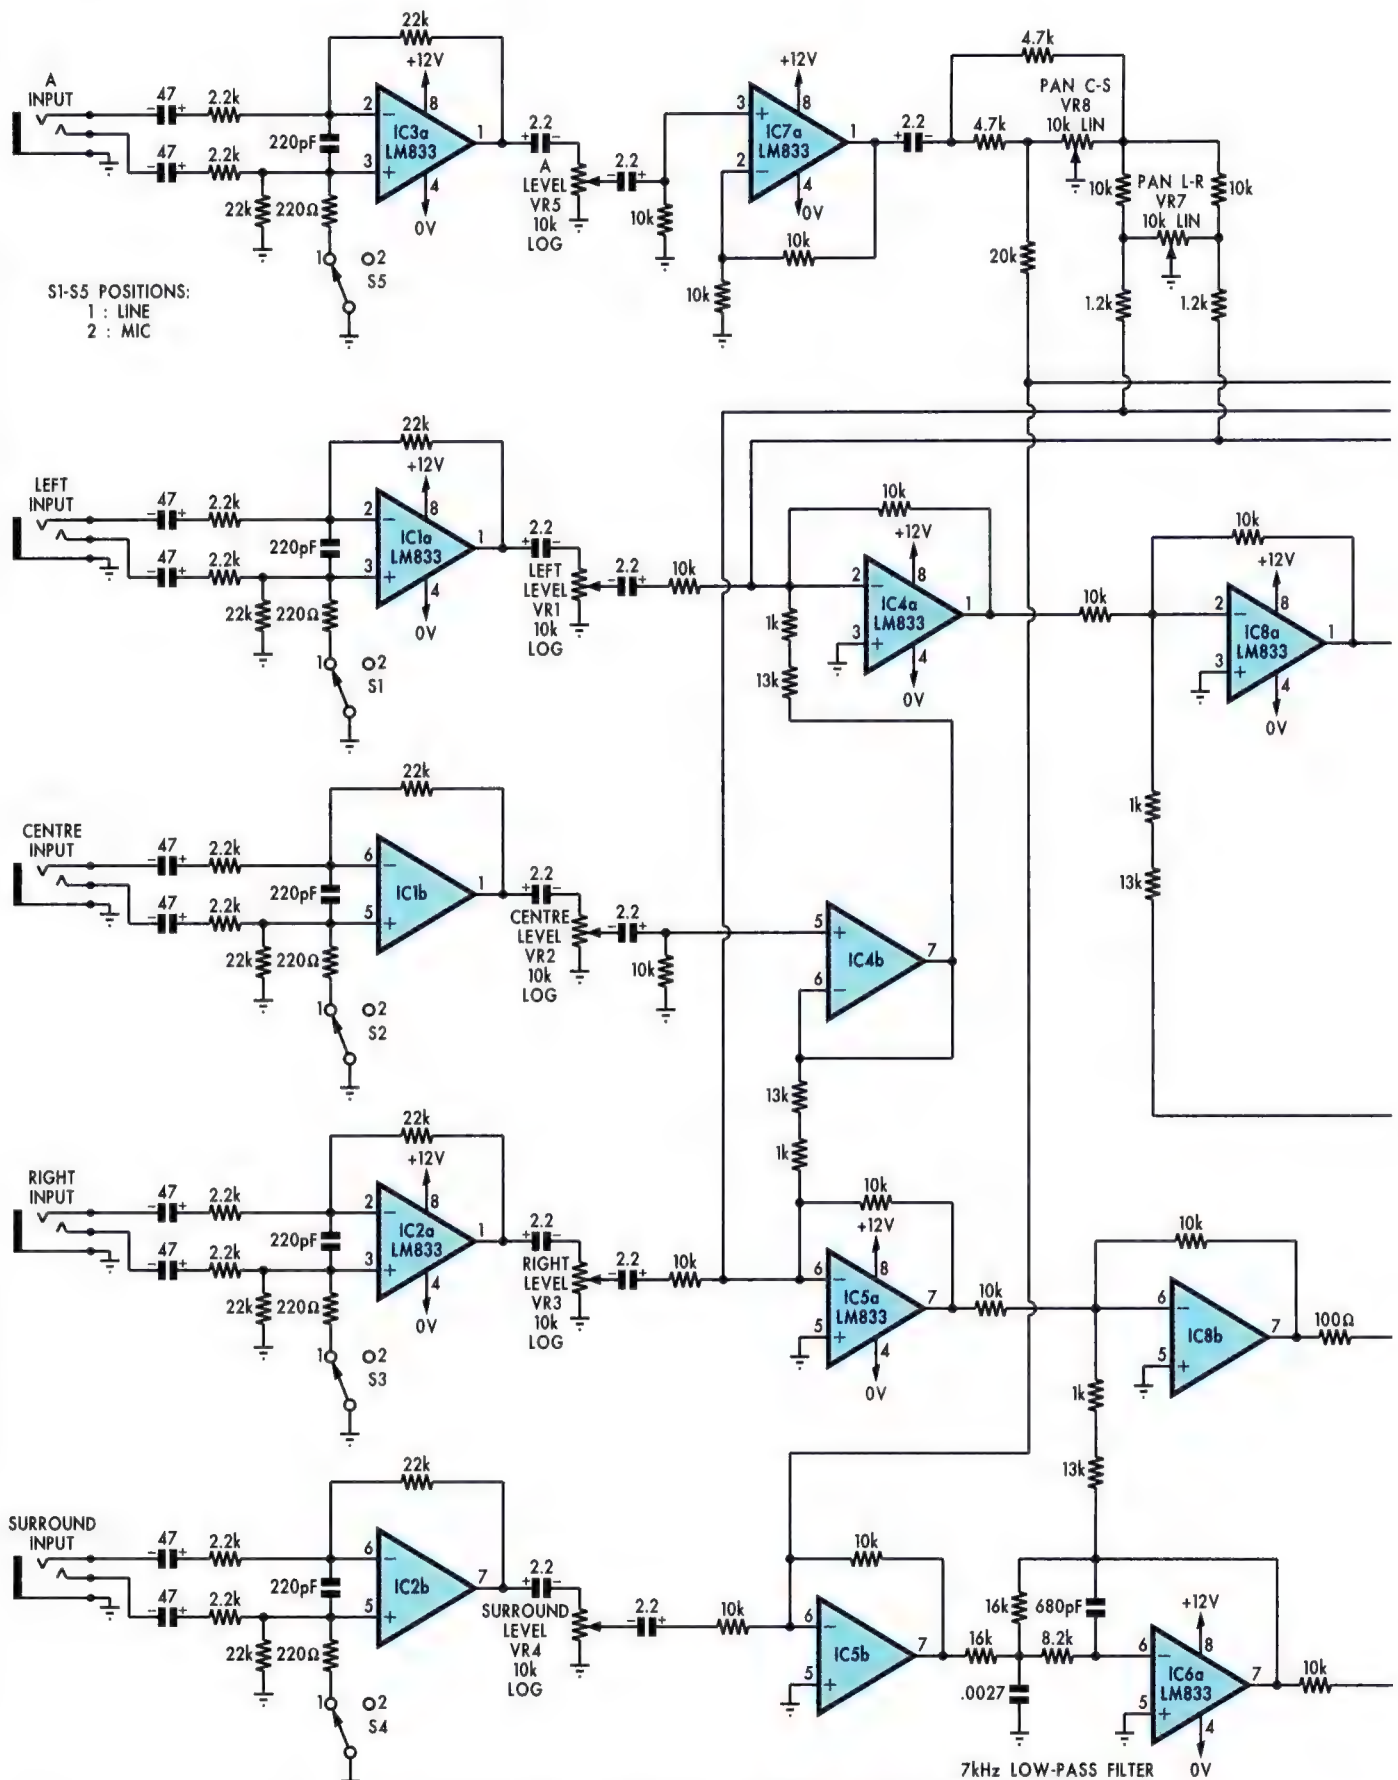 22k
+12V
A
INPUT
47
2.2k
2
8
220pF
IC3a
LM833
1
47
2.2k
3
4
0V
22k
220Ω
1
2
S5
2.2
A
LEVEL
VR5
10k
LOG
2.2
10k
+12V
3
8
IC7a
LM833
1
2
4
0V
10k
10k
2.2
4.7k
4.7k
PAN C-S
VR8
10k LIN
10k
PAN L-R
VR7
10k LIN
10k
20k
1.2k
1.2k
S1-S5 POSITIONS:
1 : LINE
2 : MIC
22k
+12V
LEFT
INPUT
47
2.2k
2
8
220pF
IC1a
LM833
1
47
2.2k
3
4
0V
22k
220Ω
1
2
S1
2.2
LEFT
LEVEL
VR1
10k
LOG
2.2
10k
10k
+12V
2
8
IC4a
LM833
1
3
4
0V
1k
13k
10k
10k
+12V
2
8
IC8a
LM833
1
3
4
0V
1k
13k
22k
CENTRE
INPUT
47
2.2k
6
220pF
IC1b
1
47
2.2k
5
22k
220Ω
1
2
S2
2.2
CENTRE
LEVEL
VR2
10k
LOG
2.2
10k
5
IC4b
7
6
13k
1k
22k
+12V
RIGHT
INPUT
47
2.2k
2
8
220pF
IC2a
LM833
1
47
2.2k
3
4
0V
22k
220Ω
1
2
S3
2.2
RIGHT
LEVEL
VR3
10k
LOG
2.2
10k
10k
+12V
6
8
IC5a
LM833
7
5
4
0V
10k
10k
6
IC8b
7
5
100Ω
1k
13k
22k
SURROUND
INPUT
47
2.2k
6
220pF
IC2b
7
47
2.2k
5
22k
220Ω
1
2
S4
2.2
SURROUND
LEVEL
VR4
10k
LOG
2.2
10k
10k
6
IC5b
7
5
16k
16k
680pF
8.2k
.0027
+12V
6
8
IC6a
LM833
7
5
4
0V
10k
7kHz LOW-PASS FILTER